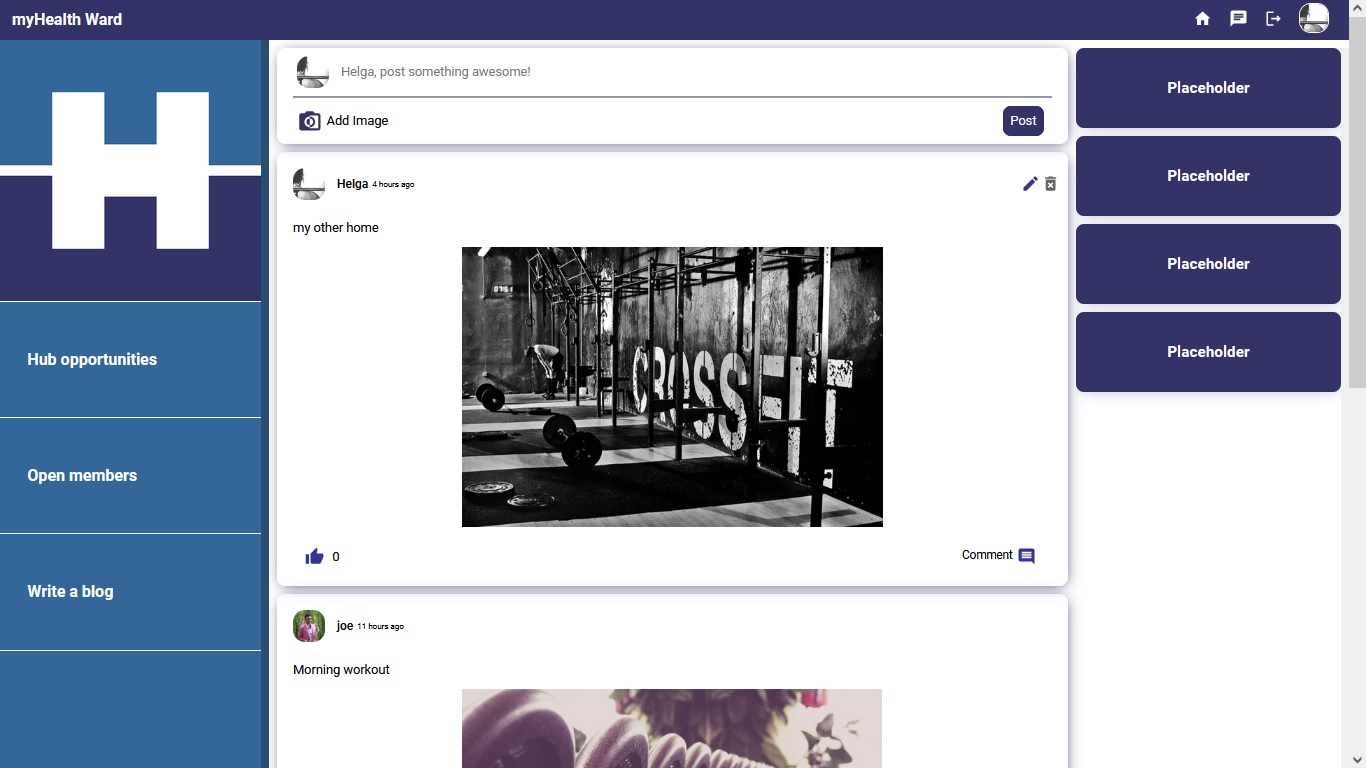 myHealth Ward
H
Hub opportunities
Open members
Write a blog
Helga, post something awesome!
Add Image
Post
Helga 4 hours ago
my other home
CROSSFIT
0
Comment
joe 11 hours ago
Morning workout
Placeholder
Placeholder
Placeholder
Placeholder